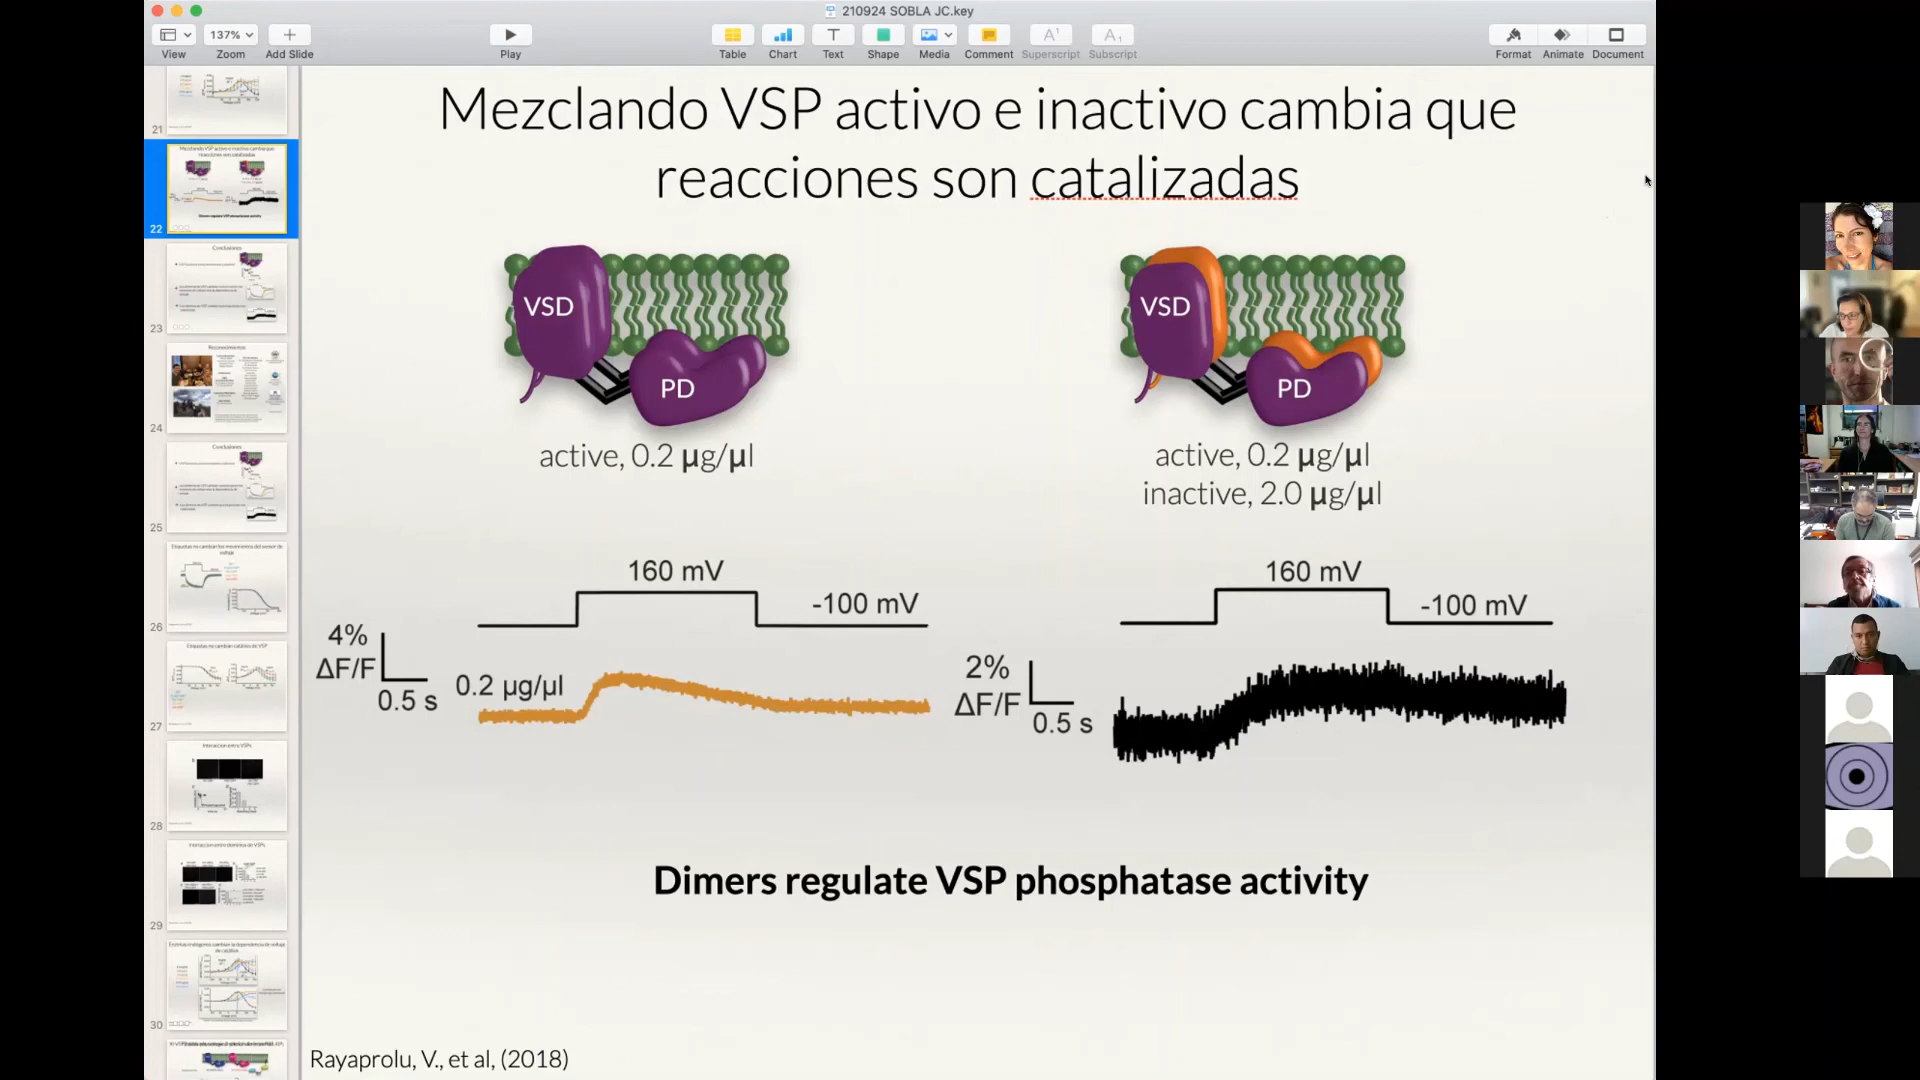 210924 SOBLA JC.key
137%
View
Zoom
Add Slide
Play
Table
Chart
Text
Shape
Media
Comment
Superscript
Subscript
Format
Animate
Document
21
22
23
24
25
26
27
28
29
30
Conclusiones
Reconocimientos
Conclusiones
Mezclando VSP activo e inactivo cambia que
reacciones son catalizadas
VSD
PD
active, 0.2 µg/µl
VSD
PD
active, 0.2 µg/µl
inactive, 2.0 µg/µl
160 mV
-100 mV
4%
ΔF/F
0.5 s
0.2 µg/µl
160 mV
-100 mV
2%
ΔF/F
0.5 s
Dimers regulate VSP phosphatase activity
Rayaprolu, V., et al, (2018)